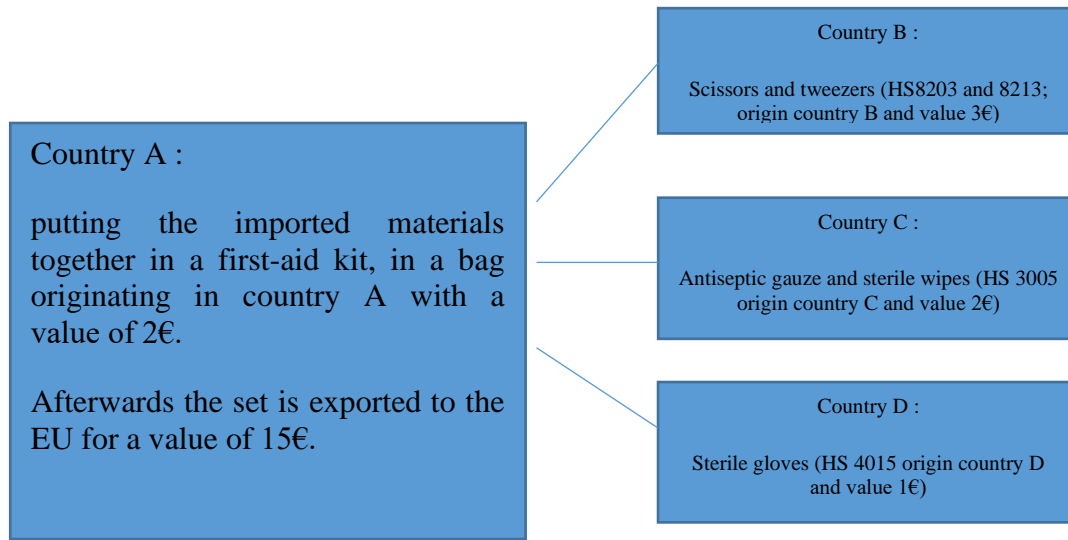 Country A :
putting the imported materials
together in a first-aid kit, in a bag
originating in country A with a
value of 2€.
Afterwards the set is exported to the
EU for a value of 15€.
Country B :
Scissors and tweezers (HS8203 and 8213;
origin country B and value 3€)
Country C :
Antiseptic gauze and sterile wipes (HS 3005
origin country C and value 2€)
Country D :
Sterile gloves (HS 4015 origin country D
and value 1€)